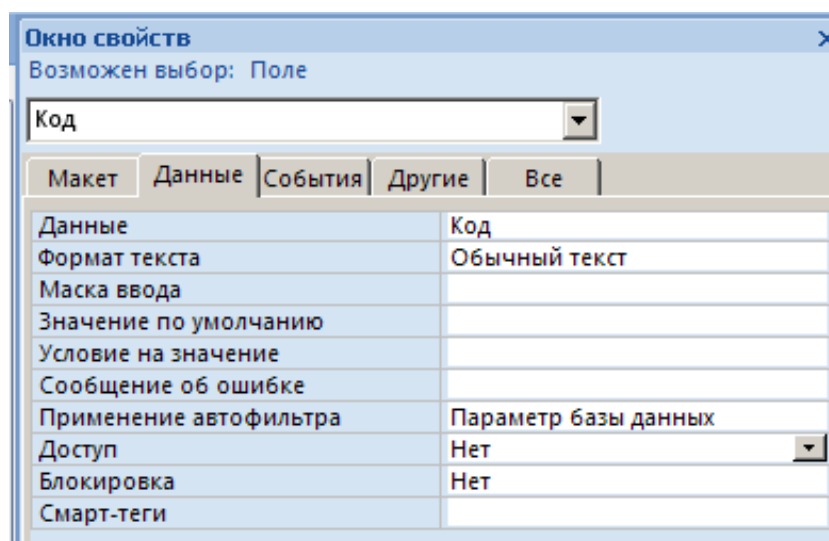 Окно свойств
Возможен выбор: Поле
Код
Макет Данные События Другие Все
Данные Код
Формат текста Обычный текст
Маска ввода
Значение по умолчанию
Условие на значение
Сообщение об ошибке
Применение автофильтра Параметр базы данных
Доступ Нет
Блокировка Нет
Смарт-теги